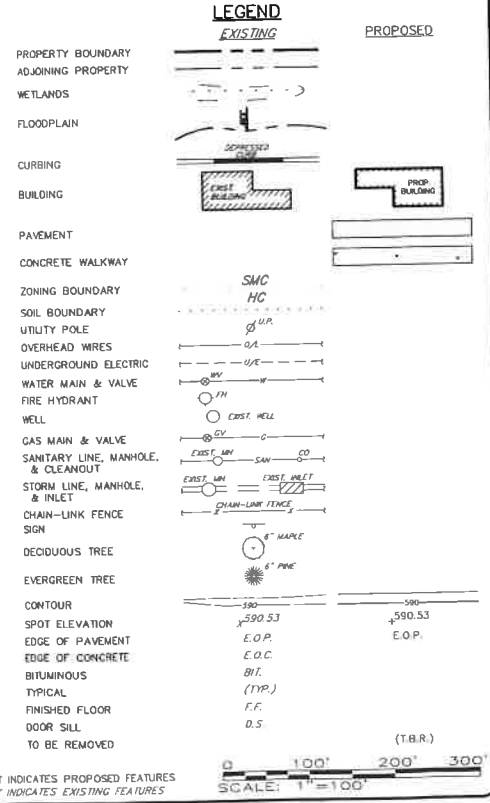 LEGEND
EXISTING PROPOSED
PROPERTY BOUNDARY
ADJOINING PROPERTY
WETLANDS
FLOODPLAIN
DEPRESSED CURB
CURBING
BUILDING EXIST. BUILDING PROP BUILDING
PAVEMENT
CONCRETE WALKWAY
ZONING BOUNDARY SMC
HC
SOIL BOUNDARY
UTILITY POLE U.P.
OVERHEAD WIRES O/L
UNDERGROUND ELECTRIC U/E
WATER MAIN & VALVE WV W
FIRE HYDRANT FH
WELL EXIST. WELL
GAS MAIN & VALVE GV G
SANITARY LINE, MANHOLE, EXIST. MH SAN CO
& CLEANOUT
STORM LINE, MANHOLE, EXIST. MH EXIST. INLET
& INLET
CHAIN-LINK FENCE CHAIN-LINK FENCE
SIGN
DECIDUOUS TREE 6" MAPLE
EVERGREEN TREE 6" PINE
CONTOUR 590 590
SPOT ELEVATION 590.53 590.53
EDGE OF PAVEMENT E.O.P. E.O.P.
EDGE OF CONCRETE E.O.C.
BITUMINOUS BIT.
TYPICAL (TYP.)
FINISHED FLOOR F.F.
DOOR SILL D.S.
TO BE REMOVED (T.B.R.)
T INDICATES PROPOSED FEATURES
T INDICATES EXISTING FEATURES
0 100' 200' 300'
SCALE: 1"=100'